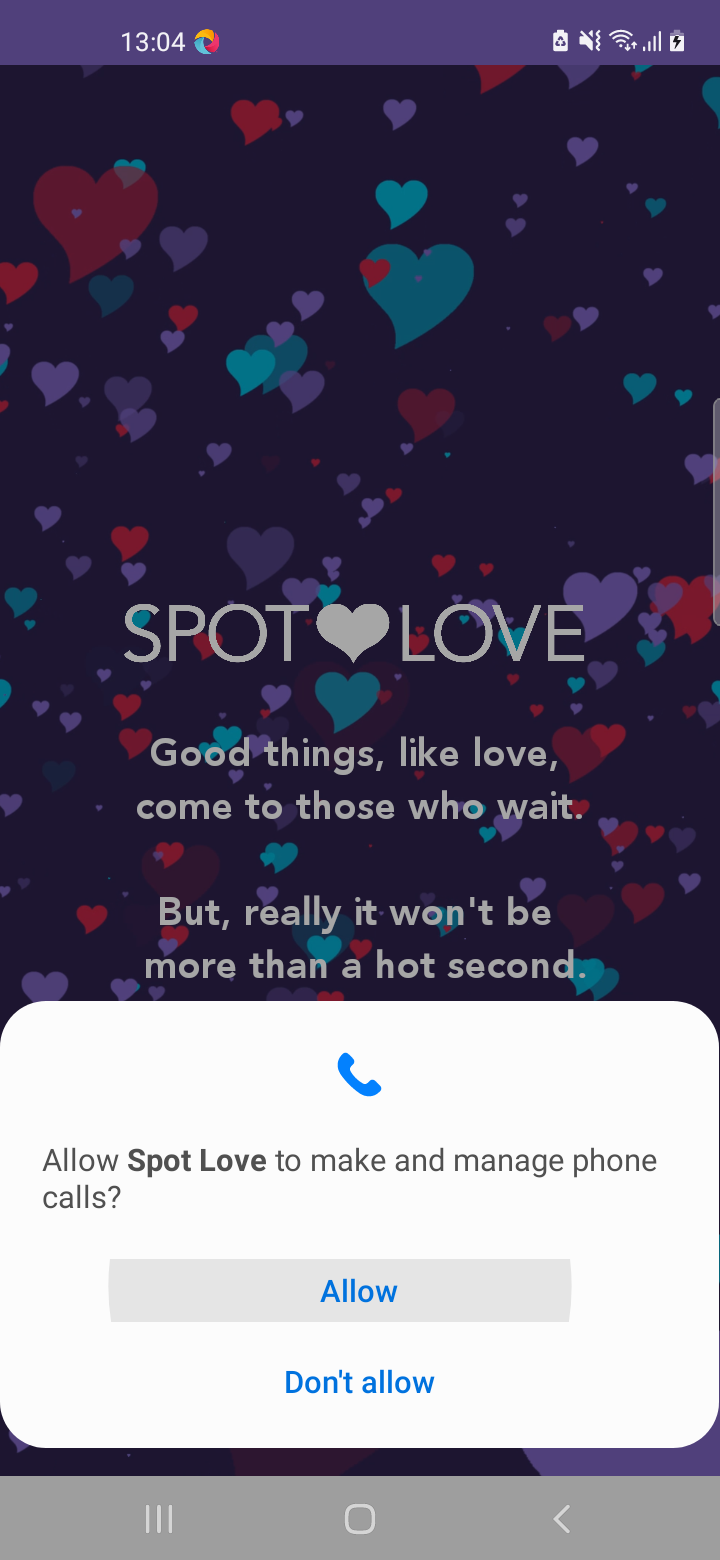 13:04
SPOT LOVE
Good things, like love,
come to those who wait.
But, really it won't be
more than a hot second.
Allow Spot Love to make and manage phone
calls?
Allow
Don't allow